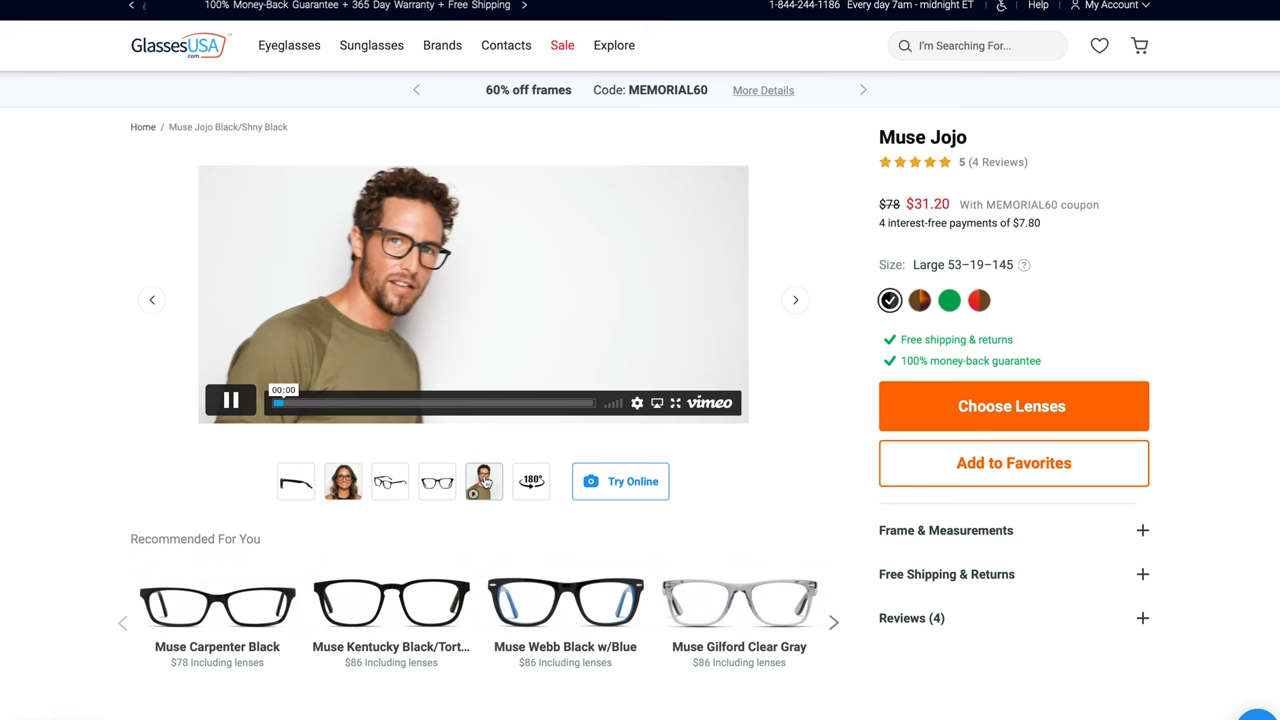 100% Money-Back Guarantee + 365 Day Warranty + Free Shipping
1-844-244-1186 Every day 7am - midnight ET
Help
My Account
GlassesUSA™
.com
Eyeglasses
Sunglasses
Brands
Contacts
Sale
Explore
I'm Searching For...
60% off frames Code: MEMORIAL60 More Details
Home / Muse Jojo Black/Shny Black
Muse Jojo
5 (4 Reviews)
$78 $31.20 With MEMORIAL60 coupon
4 interest-free payments of $7.80
Size: Large 53-19-145 ?
Free shipping & returns
100% money-back guarantee
Choose Lenses
Add to Favorites
Frame & Measurements
Free Shipping & Returns
Reviews (4)
00:00
vimeo
180°
Try Online
Recommended For You
Muse Carpenter Black
$78 Including lenses
Muse Kentucky Black/Tort...
$86 Including lenses
Muse Webb Black w/Blue
$86 Including lenses
Muse Gilford Clear Gray
$86 Including lenses